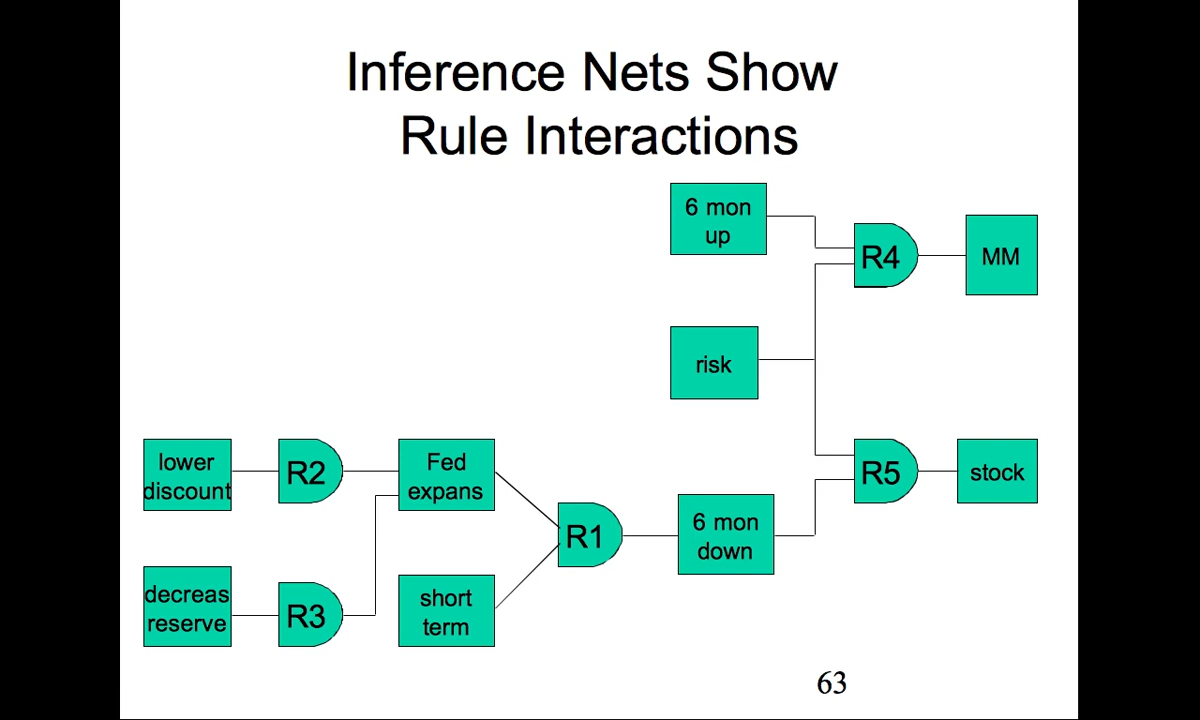 Inference Nets Show
Rule Interactions
6 mon
up
R4
MM
risk
lower
discount
R2
Fed
expans
R5
stock
R1
6 mon
down
decreas
reserve
R3
short
term
63